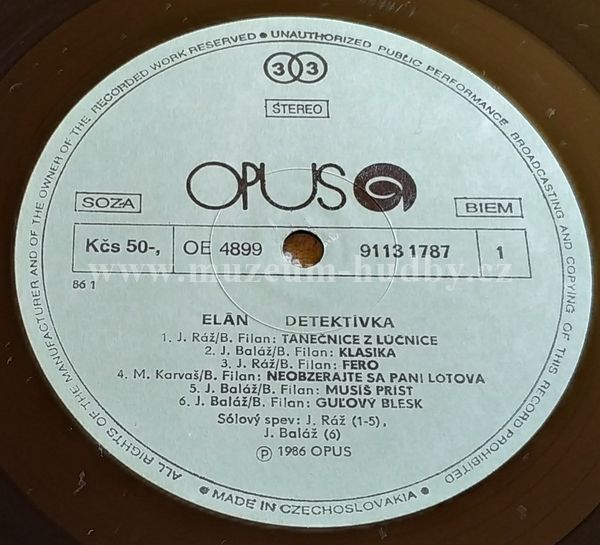 ALL RIGHTS OF THE MANUFACTURER AND OF THE OWNER OF THE RECORDED WORK RESERVED • UNAUTHORIZED PUBLIC PERFORMANCE BROADCASTING AND COPYING OF THIS RECORD PROHIBITED
33
STEREO
OPUS
SOZA BIEM
Kčs 50-, OE 4899 9113 1787 1
86 1
www.muzeum-hudby.cz
ELÁN DETEKTÍVKA
1. J. Ráž/B. Filan: TANEČNICE Z LÚČNICE
2. J. Baláž/B. Filan: KLASIKA
3. J. Ráž/B. Filan: FERO
4. M. Karvaš/B. Filan: NEOBZERAJTE SA PANI LOTOVA
5. J. Baláž/B. Filan: MUSÍŠ PRÍSŤ
6. J. Baláž/B. Filan: GUĽOVÝ BLESK
Sólový spev: J. Ráž (1-5),
J. Baláž (6)
Ⓟ 1986 OPUS
• MADE IN CZECHOSLOVAKIA •